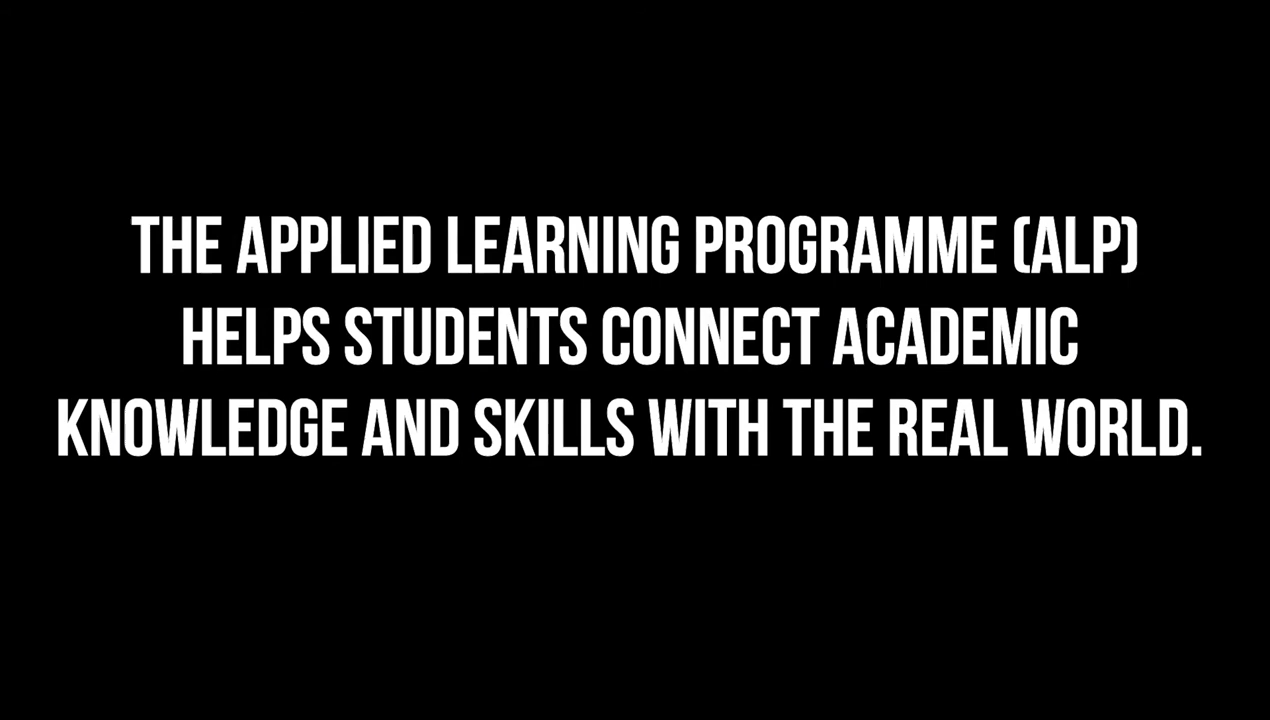 THE APPLIED LEARNING PROGRAMME (ALP)
HELPS STUDENTS CONNECT ACADEMIC
KNOWLEDGE AND SKILLS WITH THE REAL WORLD.